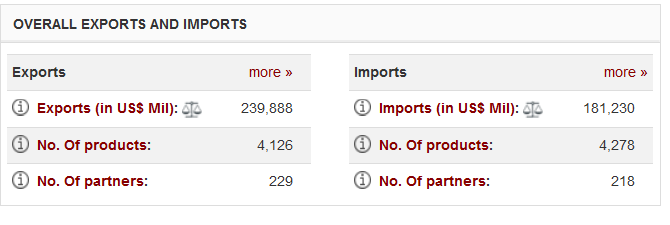 OVERALL EXPORTS AND IMPORTS
Exports more »
Exports (in US$ Mil): 239,888
No. Of products: 4,126
No. Of partners: 229
Imports more »
Imports (in US$ Mil): 181,230
No. Of products: 4,278
No. Of partners: 218